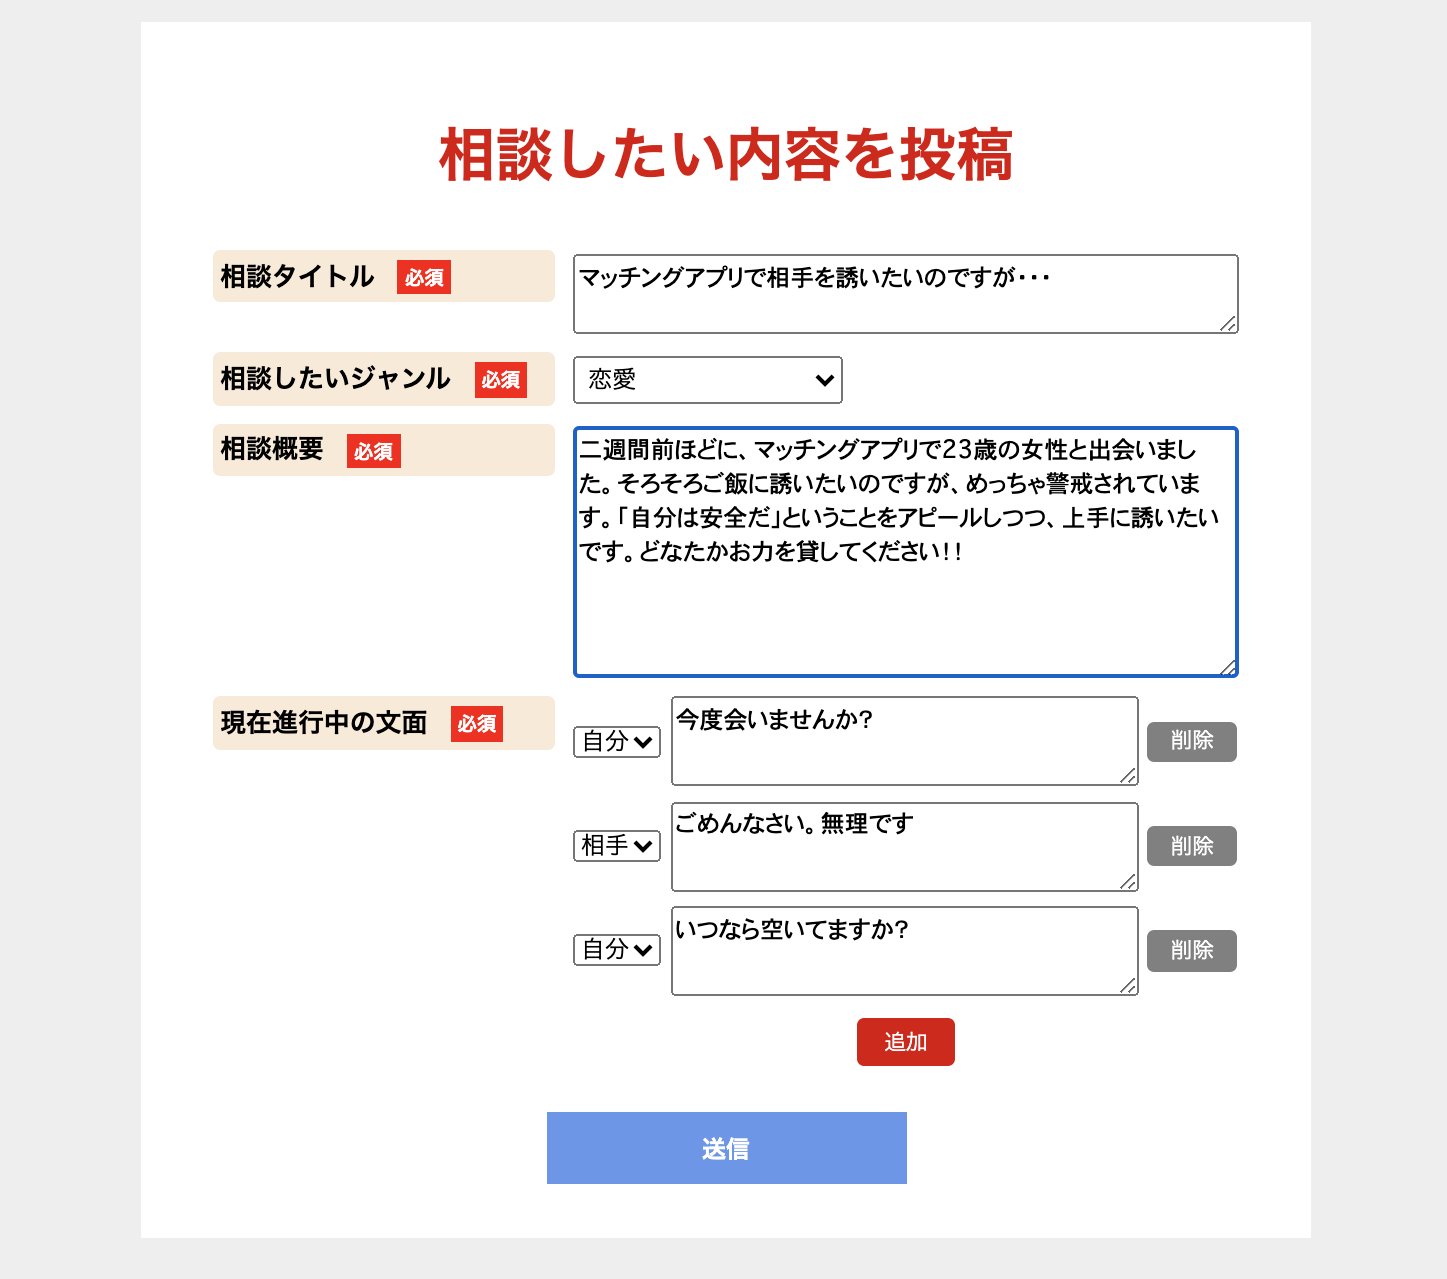 相談したい内容を投稿
相談タイトル 必須
マッチングアプリで相手を誘いたいのですが・・・
相談したいジャンル 必須
恋愛
相談概要 必須
二週間前ほどに、マッチングアプリで23歳の女性と出会いまし
た。そろそろご飯に誘いたいのですが、めっちゃ警戒されていま
す。「自分は安全だ」ということをアピールしつつ、上手に誘いたい
です。どなたかお力を貸してください!!
現在進行中の文面 必須
自分 今度会いませんか? 削除
相手 ごめんなさい。無理です 削除
自分 いつなら空いてますか? 削除
追加
送信